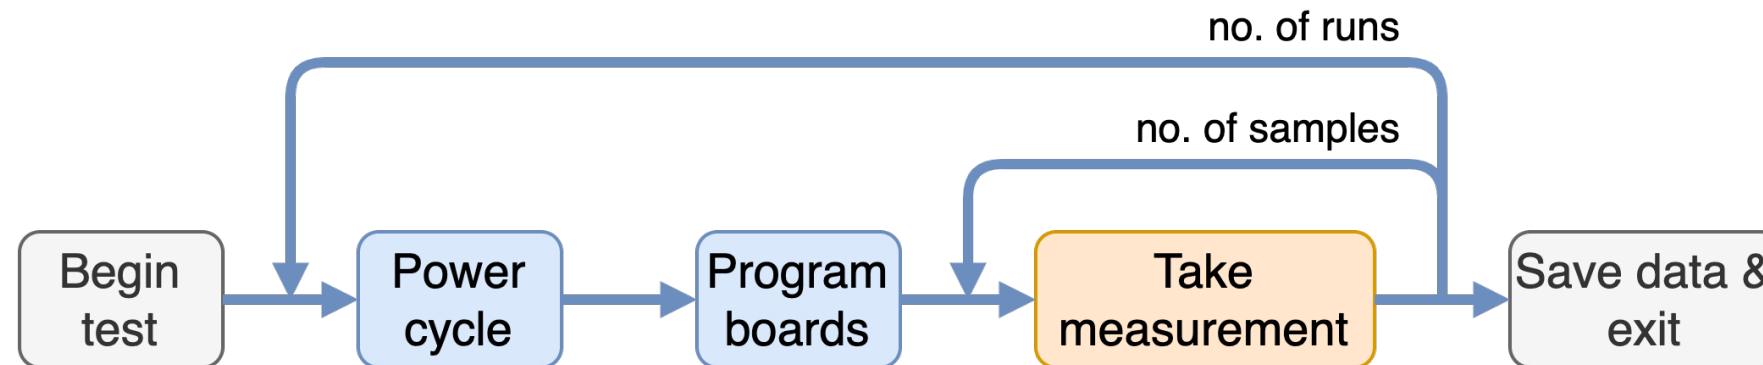 no. of runs
no. of samples
Begin
test
Power
cycle
Program
boards
Take
measurement
Save data &
exit